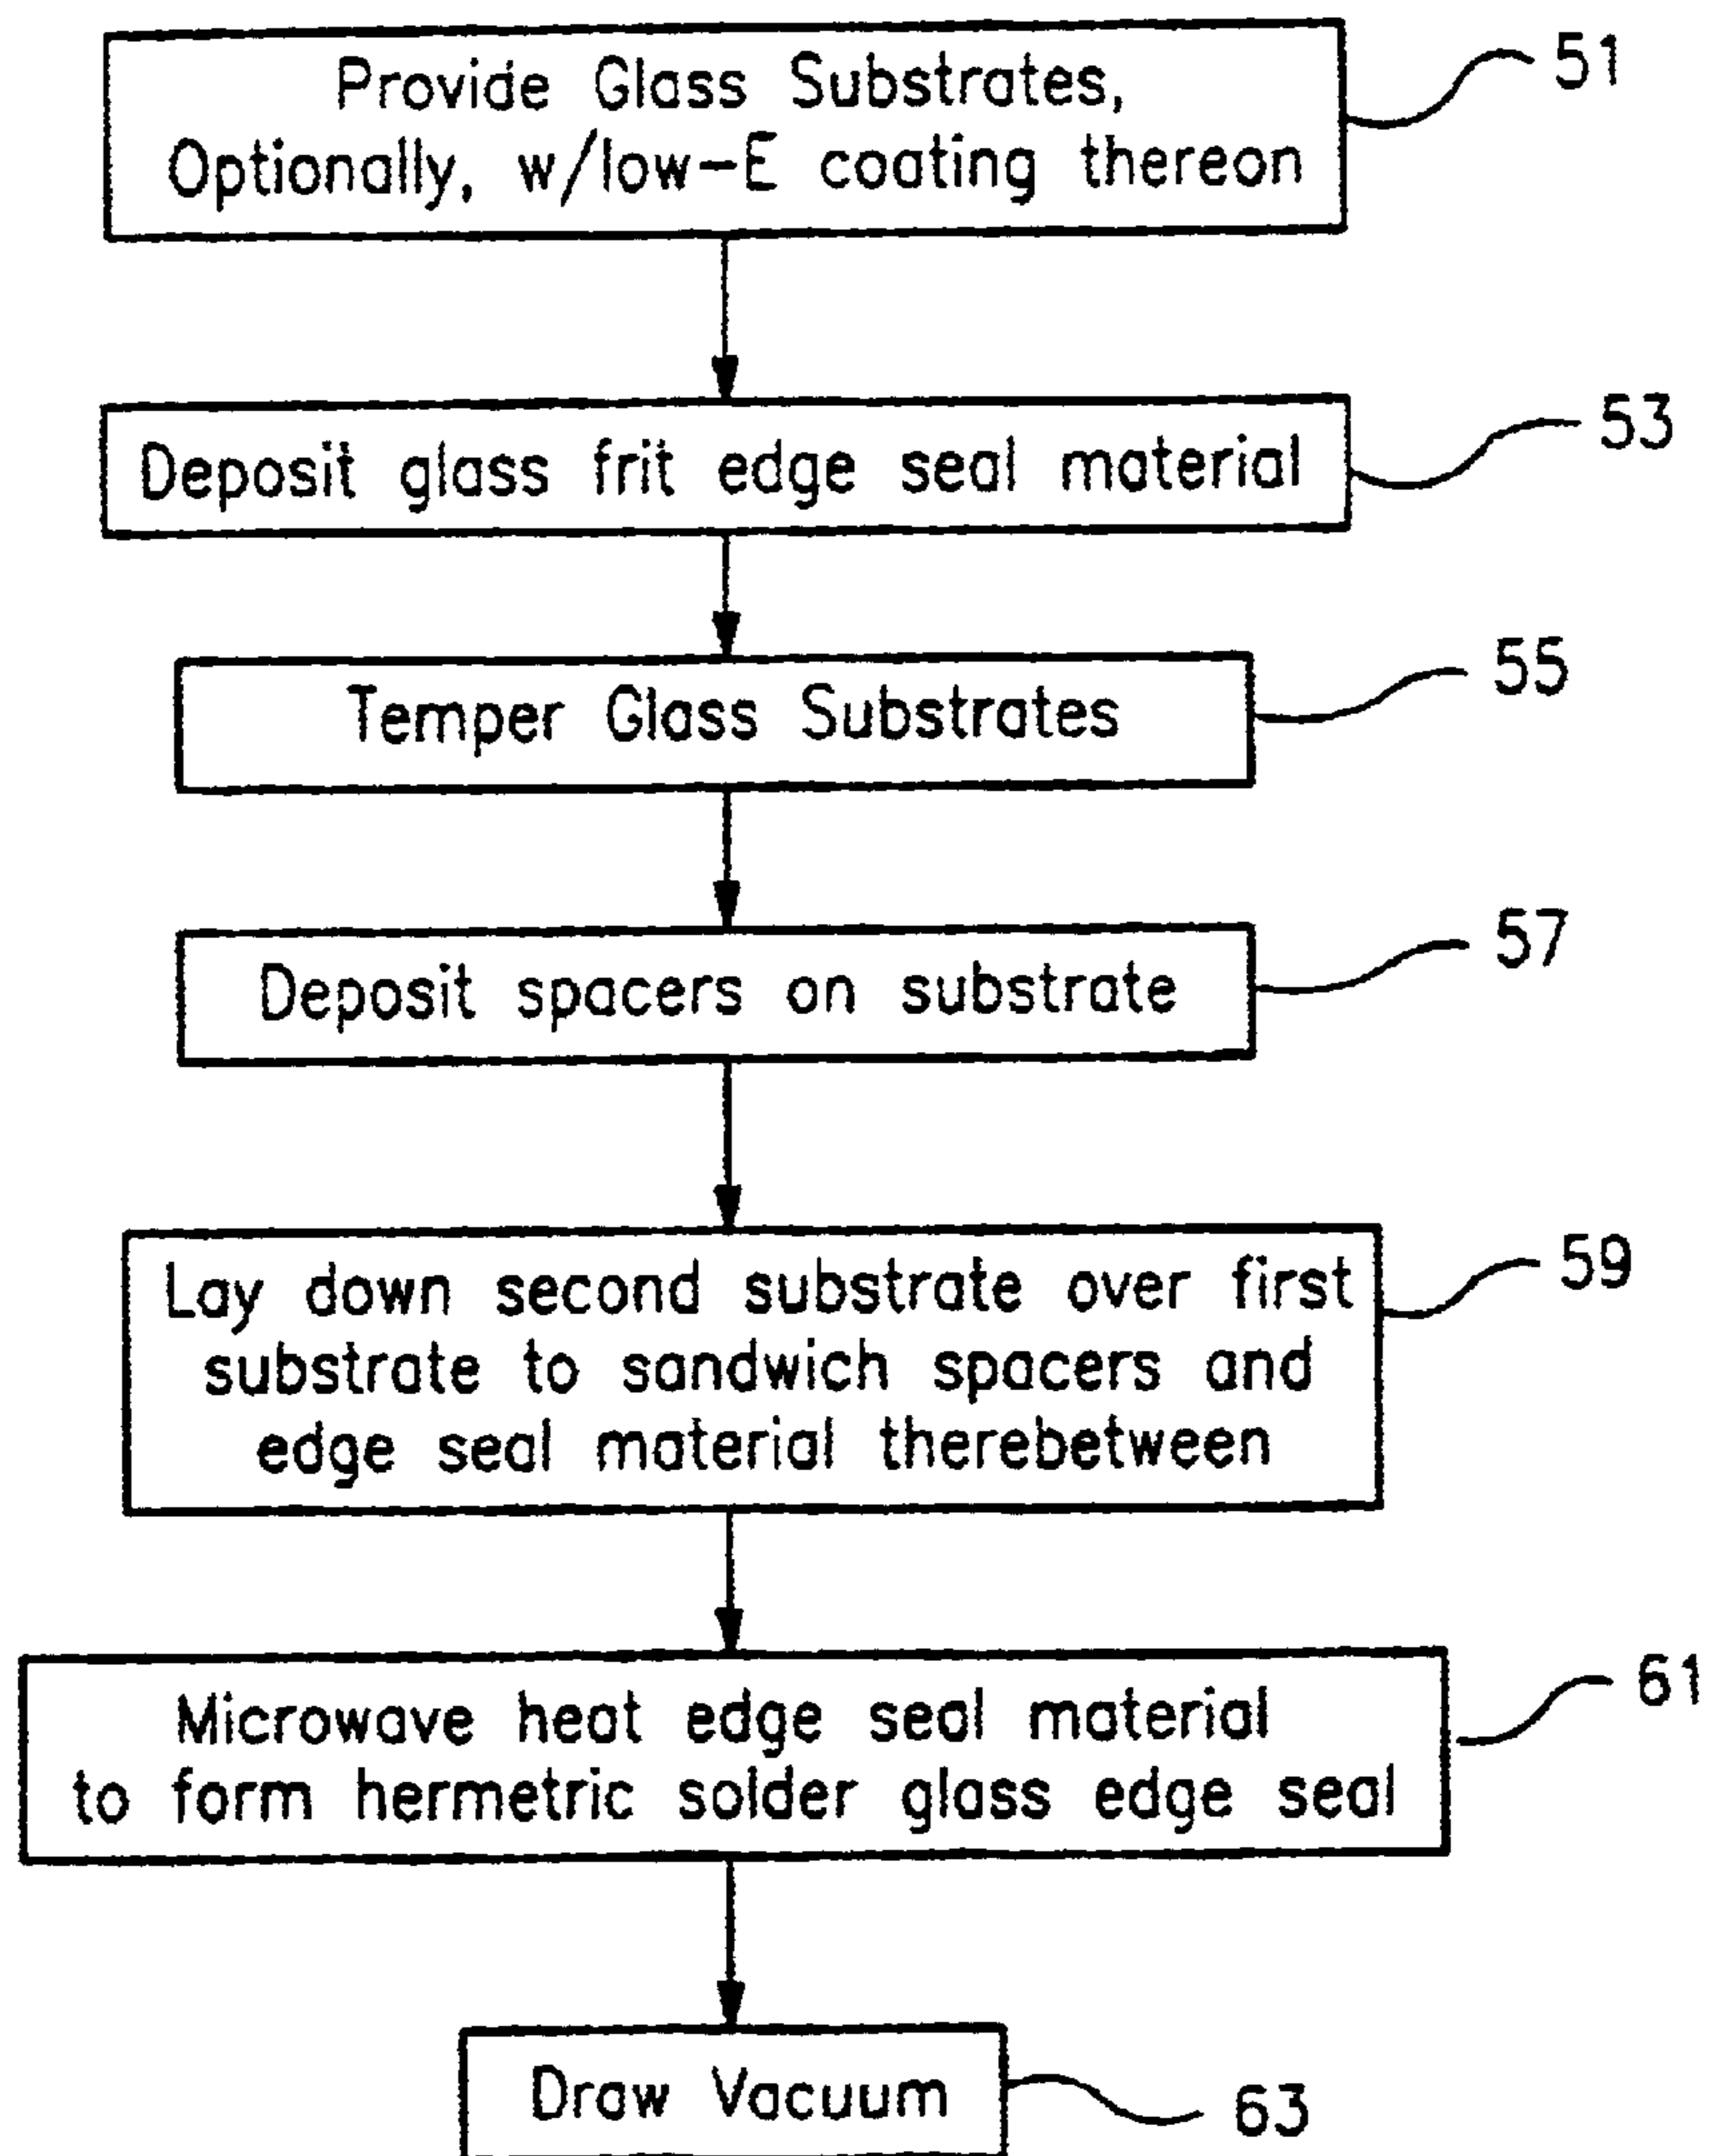 Provide Glass Substrates,
Optionally, w/low-E coating thereon
51
Deposit glass frit edge seal material
53
Temper Glass Substrates
55
Deposit spacers on substrate
57
Lay down second substrate over first
substrate to sandwich spacers and
edge seal material therebetween
59
Microwave heat edge seal material
to form hermetric solder glass edge seal
61
Draw Vacuum
63